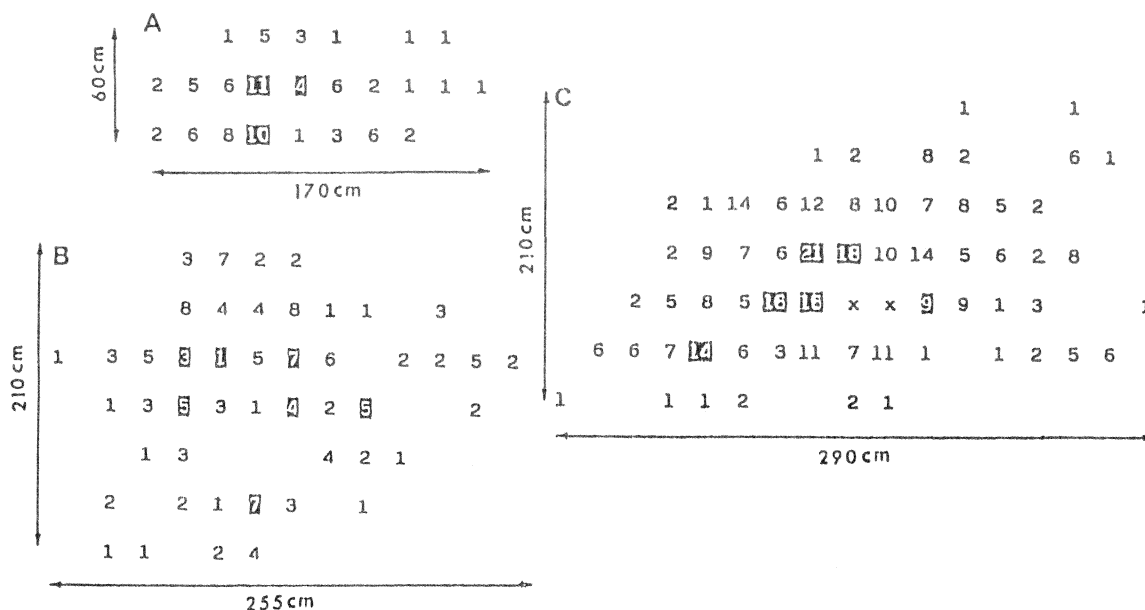 A
60cm
1 5 3 1 1 1
2 5 6 11 4 6 2 1 1 1
2 6 8 10 1 3 6 2
170cm
B
210cm
3 7 2 2
8 4 4 8 1 1 3
1 3 5 3 1 5 7 6 2 2 5 2
1 3 5 3 1 4 2 5 2
1 3 4 2 1
2 2 1 7 3 1
1 1 2 4
255cm
C
210cm
1 1
1 2 8 2 6 1
2 1 14 6 12 8 10 7 8 5 2
2 9 7 6 21 18 10 14 5 6 2 8
2 5 8 5 x x 9 9 1 3 1
6 6 7 14 6 3 11 7 11 1 1 2 5 6
1 1 1 2 2 1
290cm